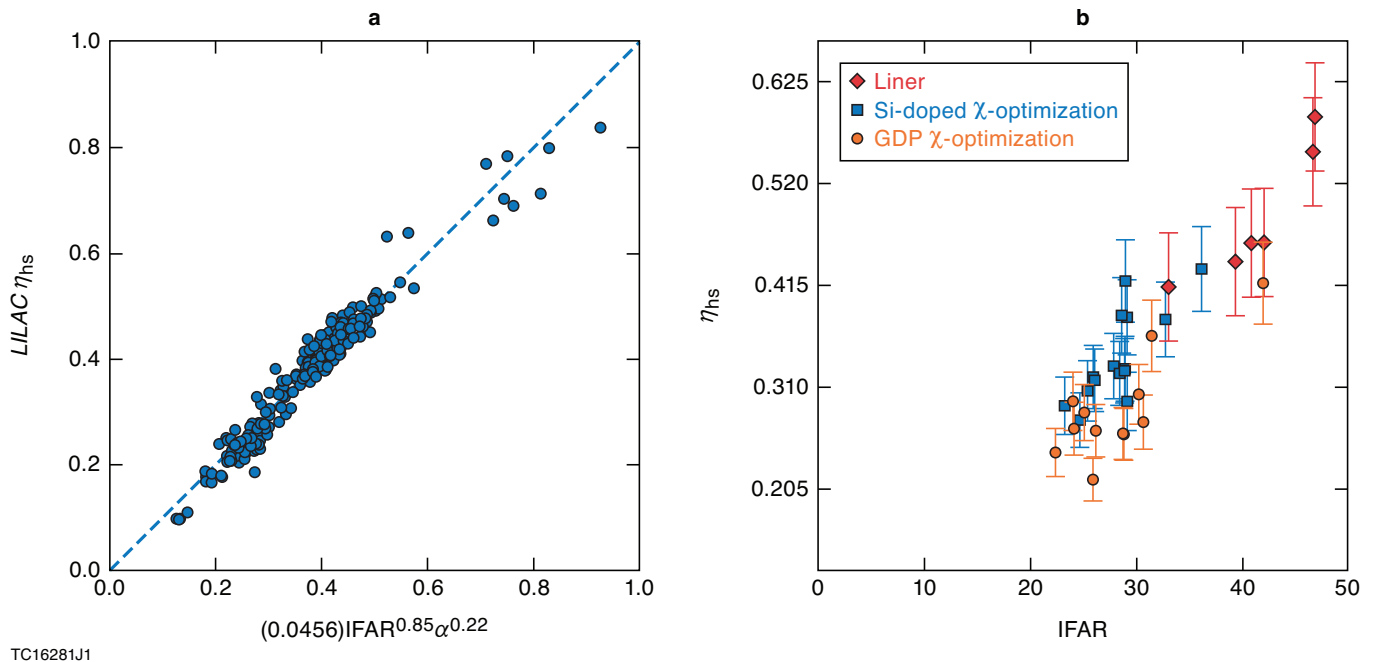 a
LILAC η_hs
1.0
0.8
0.6
0.4
0.2
0.0
0.0 0.2 0.4 0.6 0.8 1.0
(0.0456)IFAR^0.85 α^0.22
b
η_hs
0.625
0.520
0.415
0.310
0.205
Liner
Si-doped χ-optimization
GDP χ-optimization
0 10 20 30 40 50
IFAR
TC16281J1